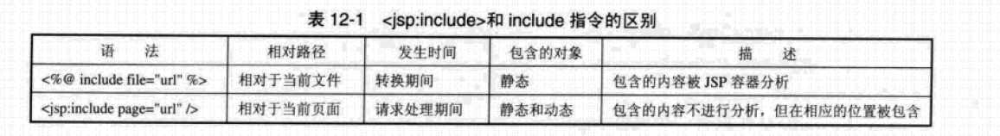 表 12-1 <jsp:include>和 include 指令的区别
语 法 相对路径 发生时间 包含的对象 描 述
<%@ include file="url" %> 相对于当前文件 转换期间 静态 包含的内容被 JSP 容器分析
<jsp:include page="url" /> 相对于当前页面 请求处理期间 静态和动态 包含的内容不进行分析，但在相应的位置被包含